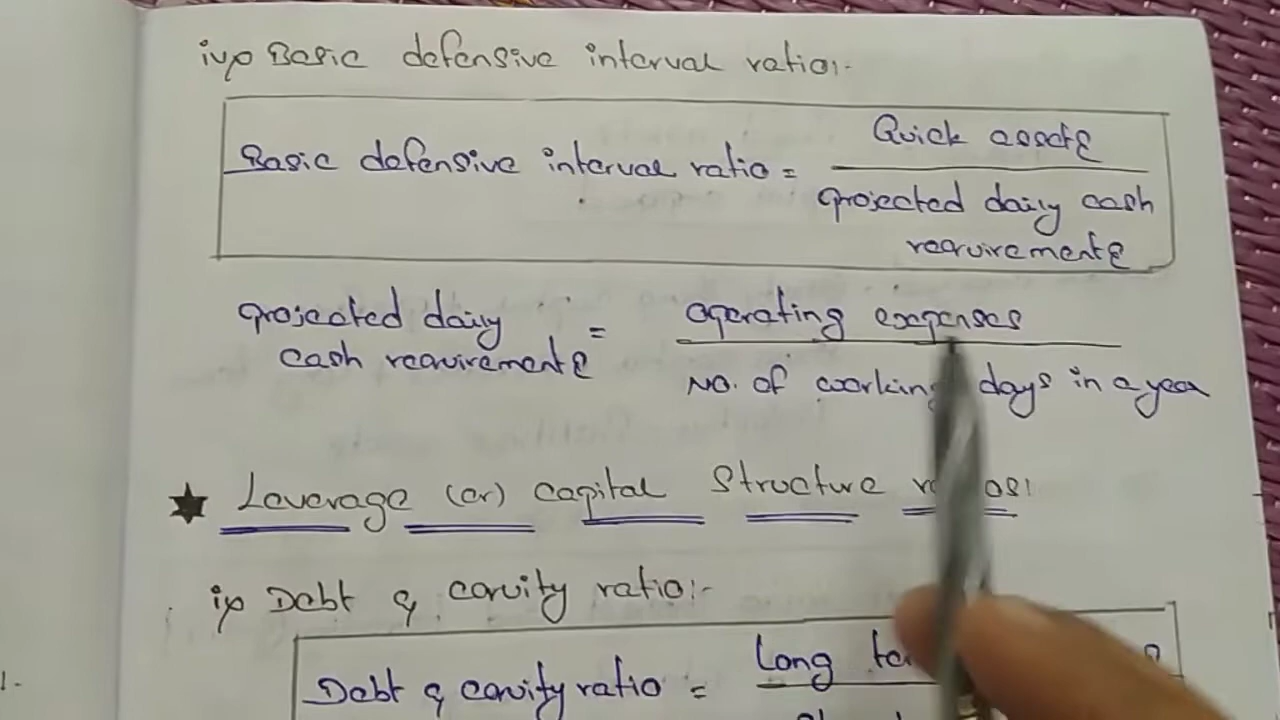 iv) Basic defensive interval ratio:-
Basic defensive interval ratio = Quick assets
projected daily cash
requirements
projected daily = operating expenses
cash requirements No. of working days in a year
★ Leverage (or) capital structure
i) Debt & equity ratio:-
Debt & equity ratio = Long